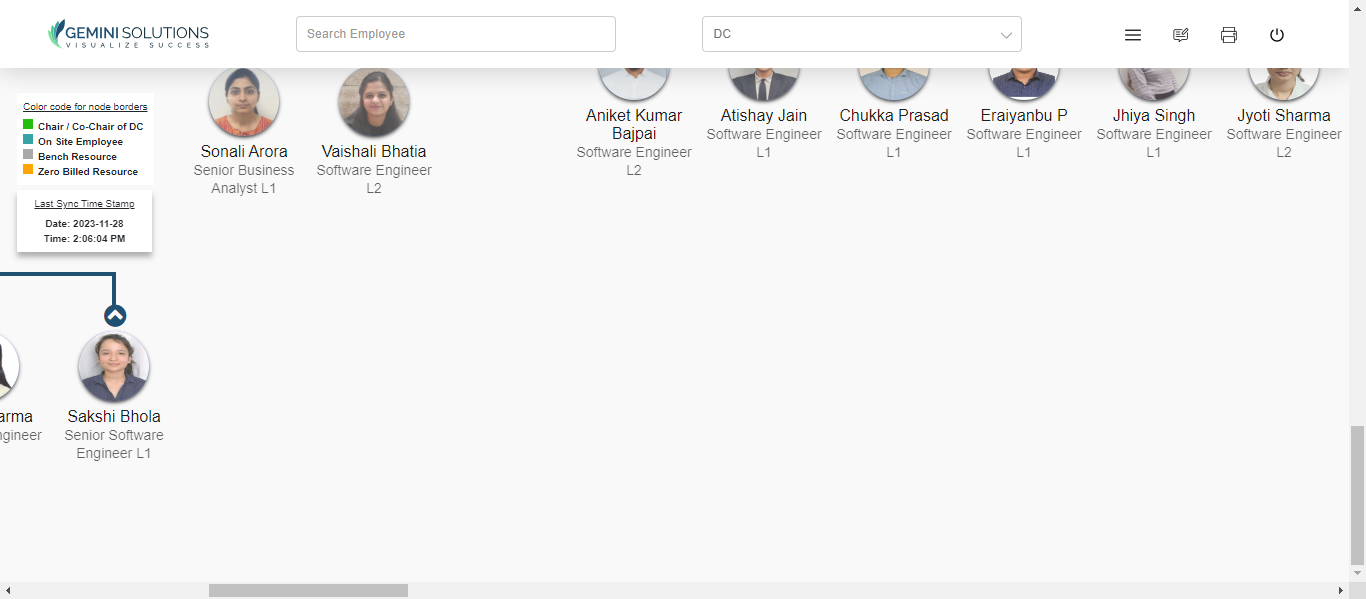 GEMINI SOLUTIONS
VISUALIZE SUCCESS
Search Employee
DC
Color code for node borders
Chair / Co-Chair of DC
On Site Employee
Bench Resource
Zero Billed Resource
Last Sync Time Stamp
Date: 2023-11-28
Time: 2:06:04 PM
Sonali Arora
Senior Business
Analyst L1
Vaishali Bhatia
Software Engineer
L2
Aniket Kumar
Bajpai
Software Engineer
L2
Atishay Jain
Software Engineer
L1
Chukka Prasad
Software Engineer
L1
Eraiyanbu P
Software Engineer
L1
Jhiya Singh
Software Engineer
L1
Jyoti Sharma
Software Engineer
L2
Sakshi Bhola
Senior Software
Engineer L1